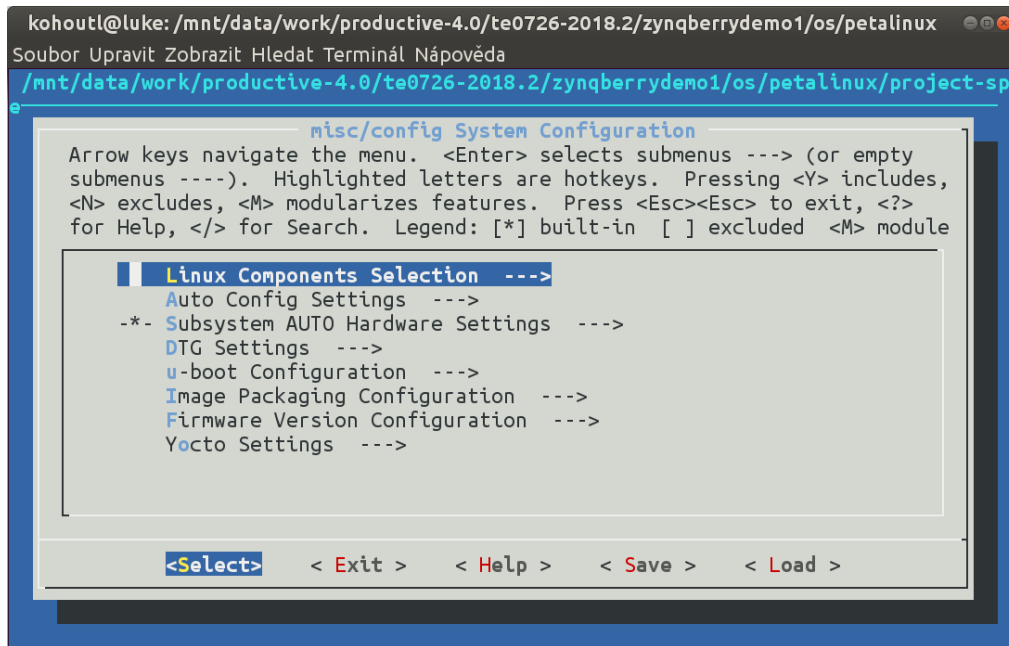 kohoutl@luke: /mnt/data/work/productive-4.0/te0726-2018.2/zynqberrydemo1/os/petalinux
Soubor Upravit Zobrazit Hledat Terminál Nápověda
/mnt/data/work/productive-4.0/te0726-2018.2/zynqberrydemo1/os/petalinux/project-sp
e
misc/config System Configuration
Arrow keys navigate the menu.  <Enter> selects submenus ---> (or empty
submenus ----).  Highlighted letters are hotkeys.  Pressing <Y> includes,
<N> excludes, <M> modularizes features.  Press <Esc><Esc> to exit, <?>
for Help, </> for Search.  Legend: [*] built-in  [ ] excluded  <M> module
Linux Components Selection  --->
Auto Config Settings  --->
-*- Subsystem AUTO Hardware Settings  --->
DTG Settings  --->
u-boot Configuration  --->
Image Packaging Configuration  --->
Firmware Version Configuration  --->
Yocto Settings  --->
<Select>    < Exit >    < Help >    < Save >    < Load >